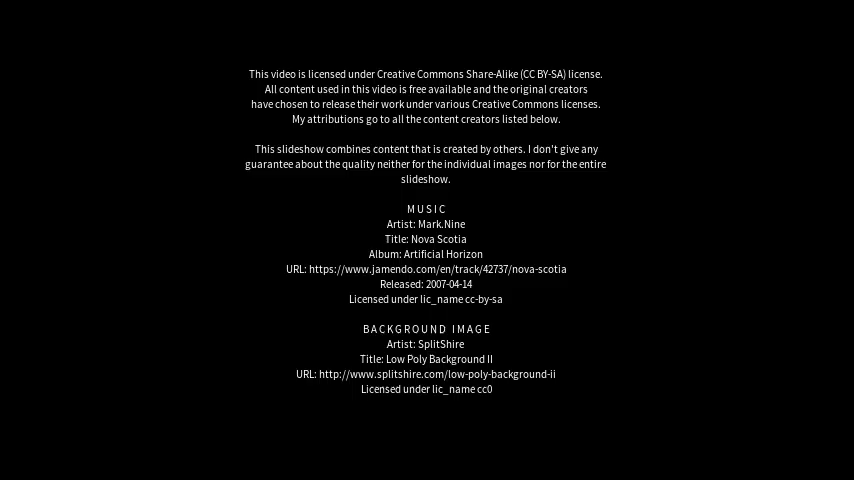 This video is licensed under Creative Commons Share-Alike (CC BY-SA) license.
All content used in this video is free available and the original creators
have chosen to release their work under various Creative Commons licenses.
My attributions go to all the content creators listed below.
This slideshow combines content that is created by others. I don't give any
guarantee about the quality neither for the individual images nor for the entire
slideshow.
MUSIC
Artist: Mark.Nine
Title: Nova Scotia
Album: Artificial Horizon
URL: https://www.jamendo.com/en/track/42737/nova-scotia
Released: 2007-04-14
Licensed under lic_name cc-by-sa
BACKGROUND IMAGE
Artist: SplitShire
Title: Low Poly Background II
URL: http://www.splitshire.com/low-poly-background-ii
Licensed under lic_name cc0